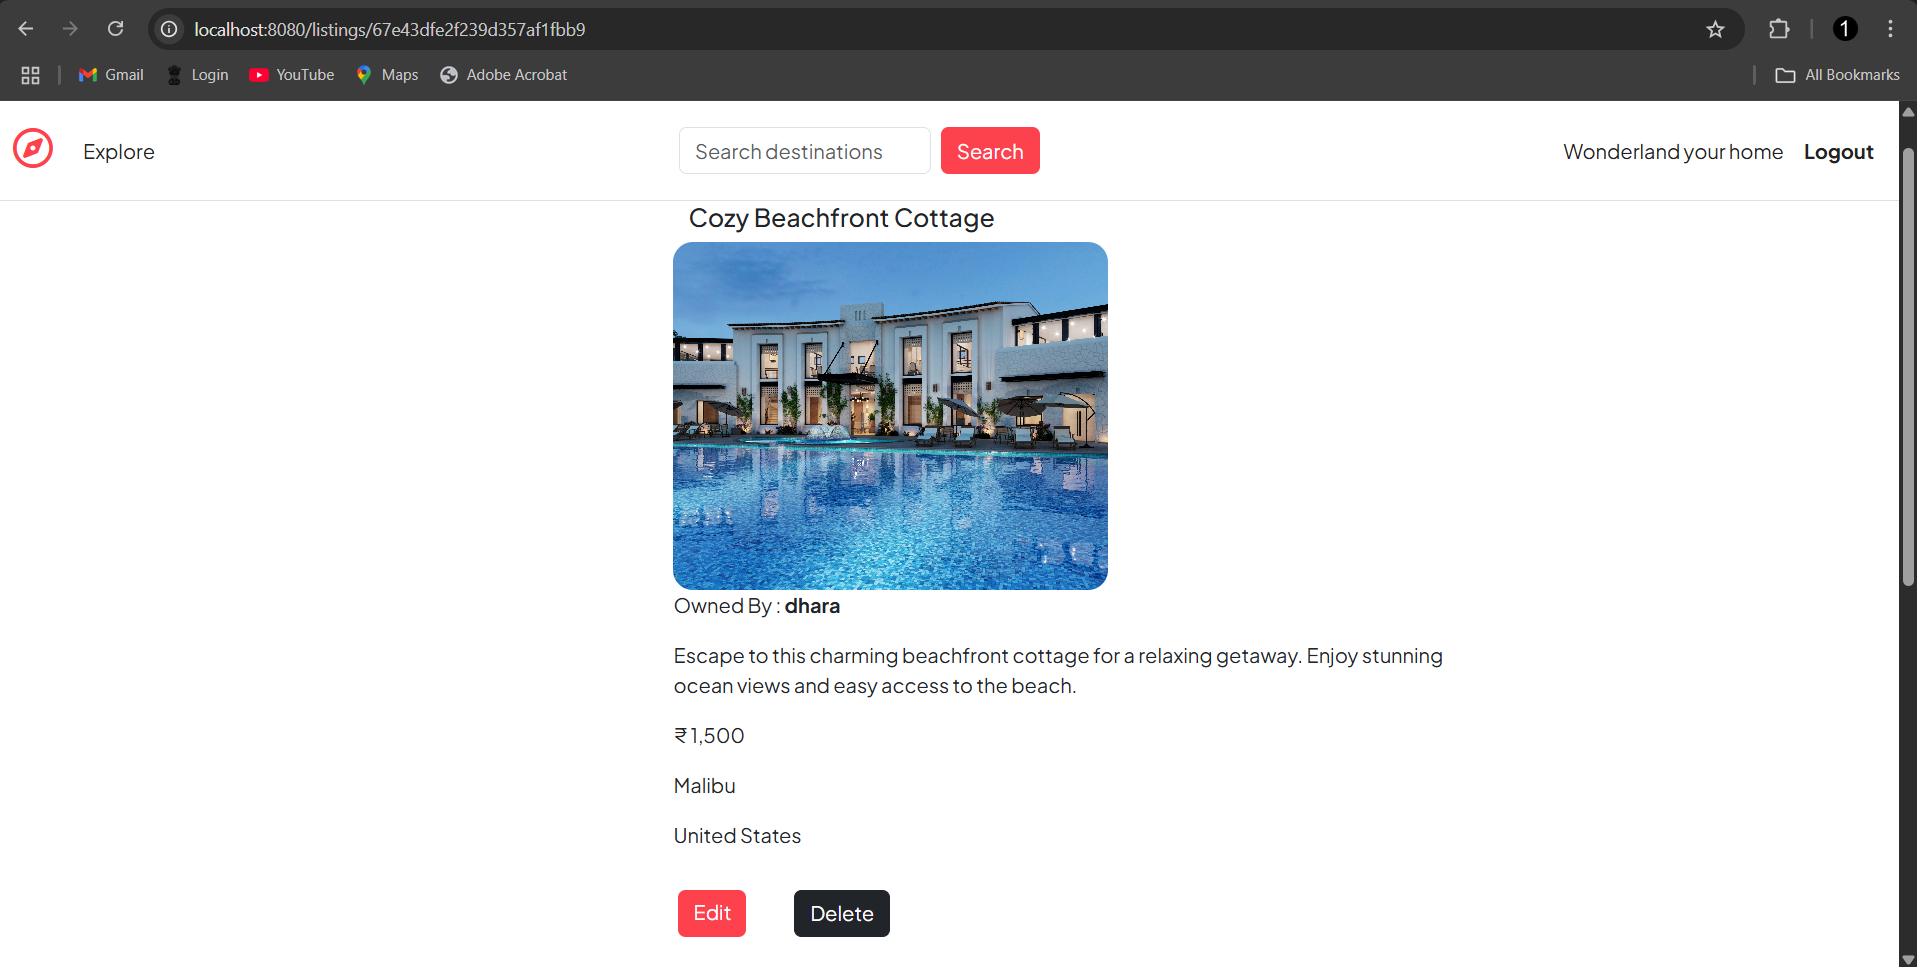 localhost:8080/listings/67e43dfe2f239d357af1fbb9
1
Gmail Login YouTube Maps Adobe Acrobat All Bookmarks
Explore Search destinations Search Wonderland your home Logout
Cozy Beachfront Cottage
Owned By : dhara
Escape to this charming beachfront cottage for a relaxing getaway. Enjoy stunning
ocean views and easy access to the beach.
₹ 1,500
Malibu
United States
Edit Delete